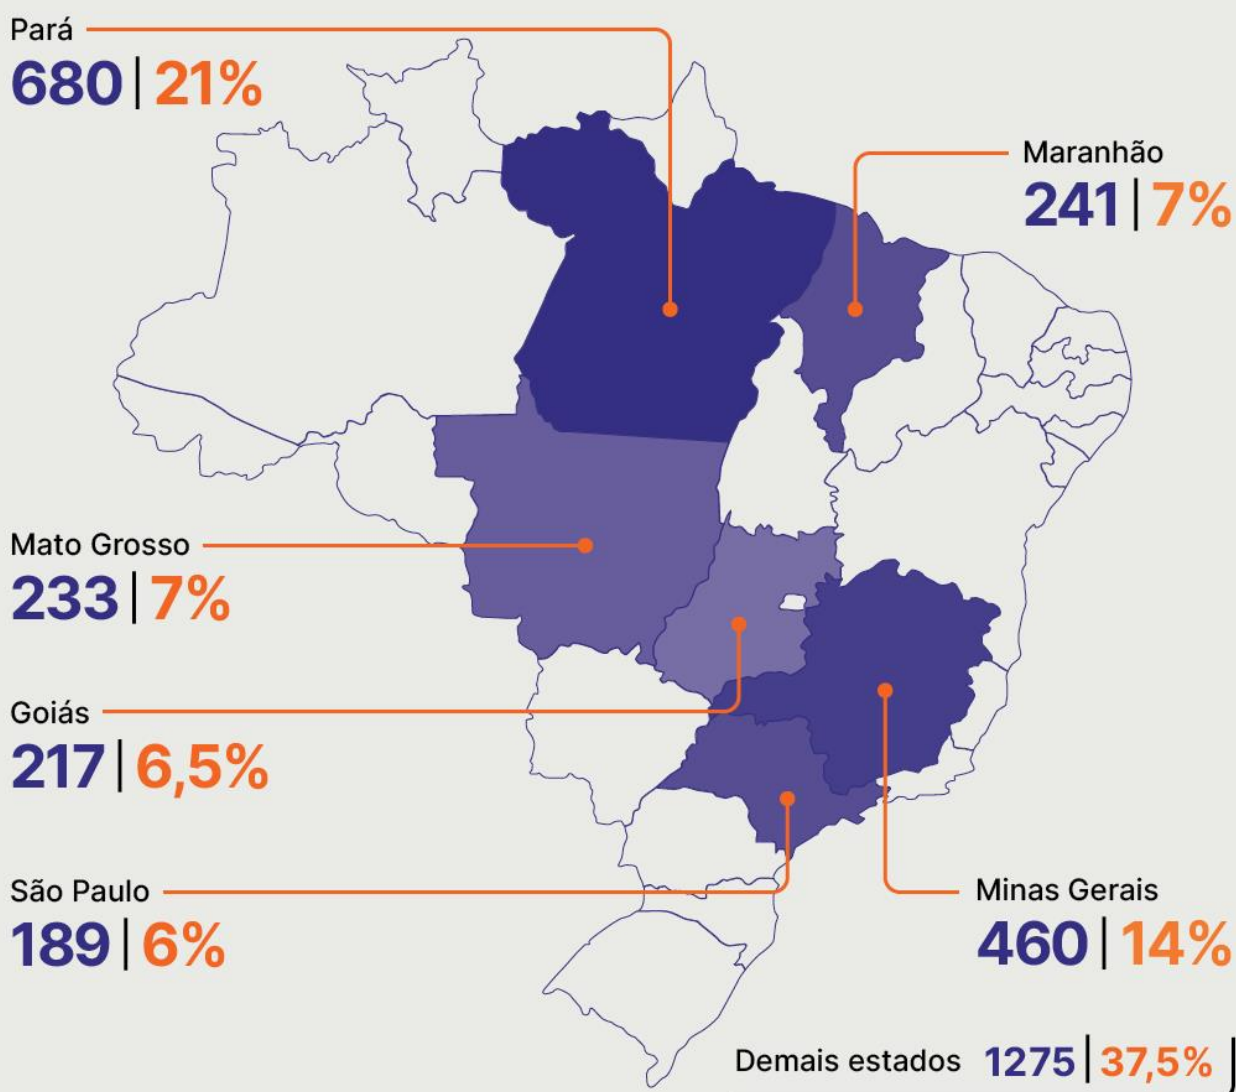 Pará
680 | 21%
Maranhão
241 | 7%
Mato Grosso
233 | 7%
Goiás
217 | 6,5%
São Paulo
189 | 6%
Minas Gerais
460 | 14%
Demais estados 1275 | 37,5%